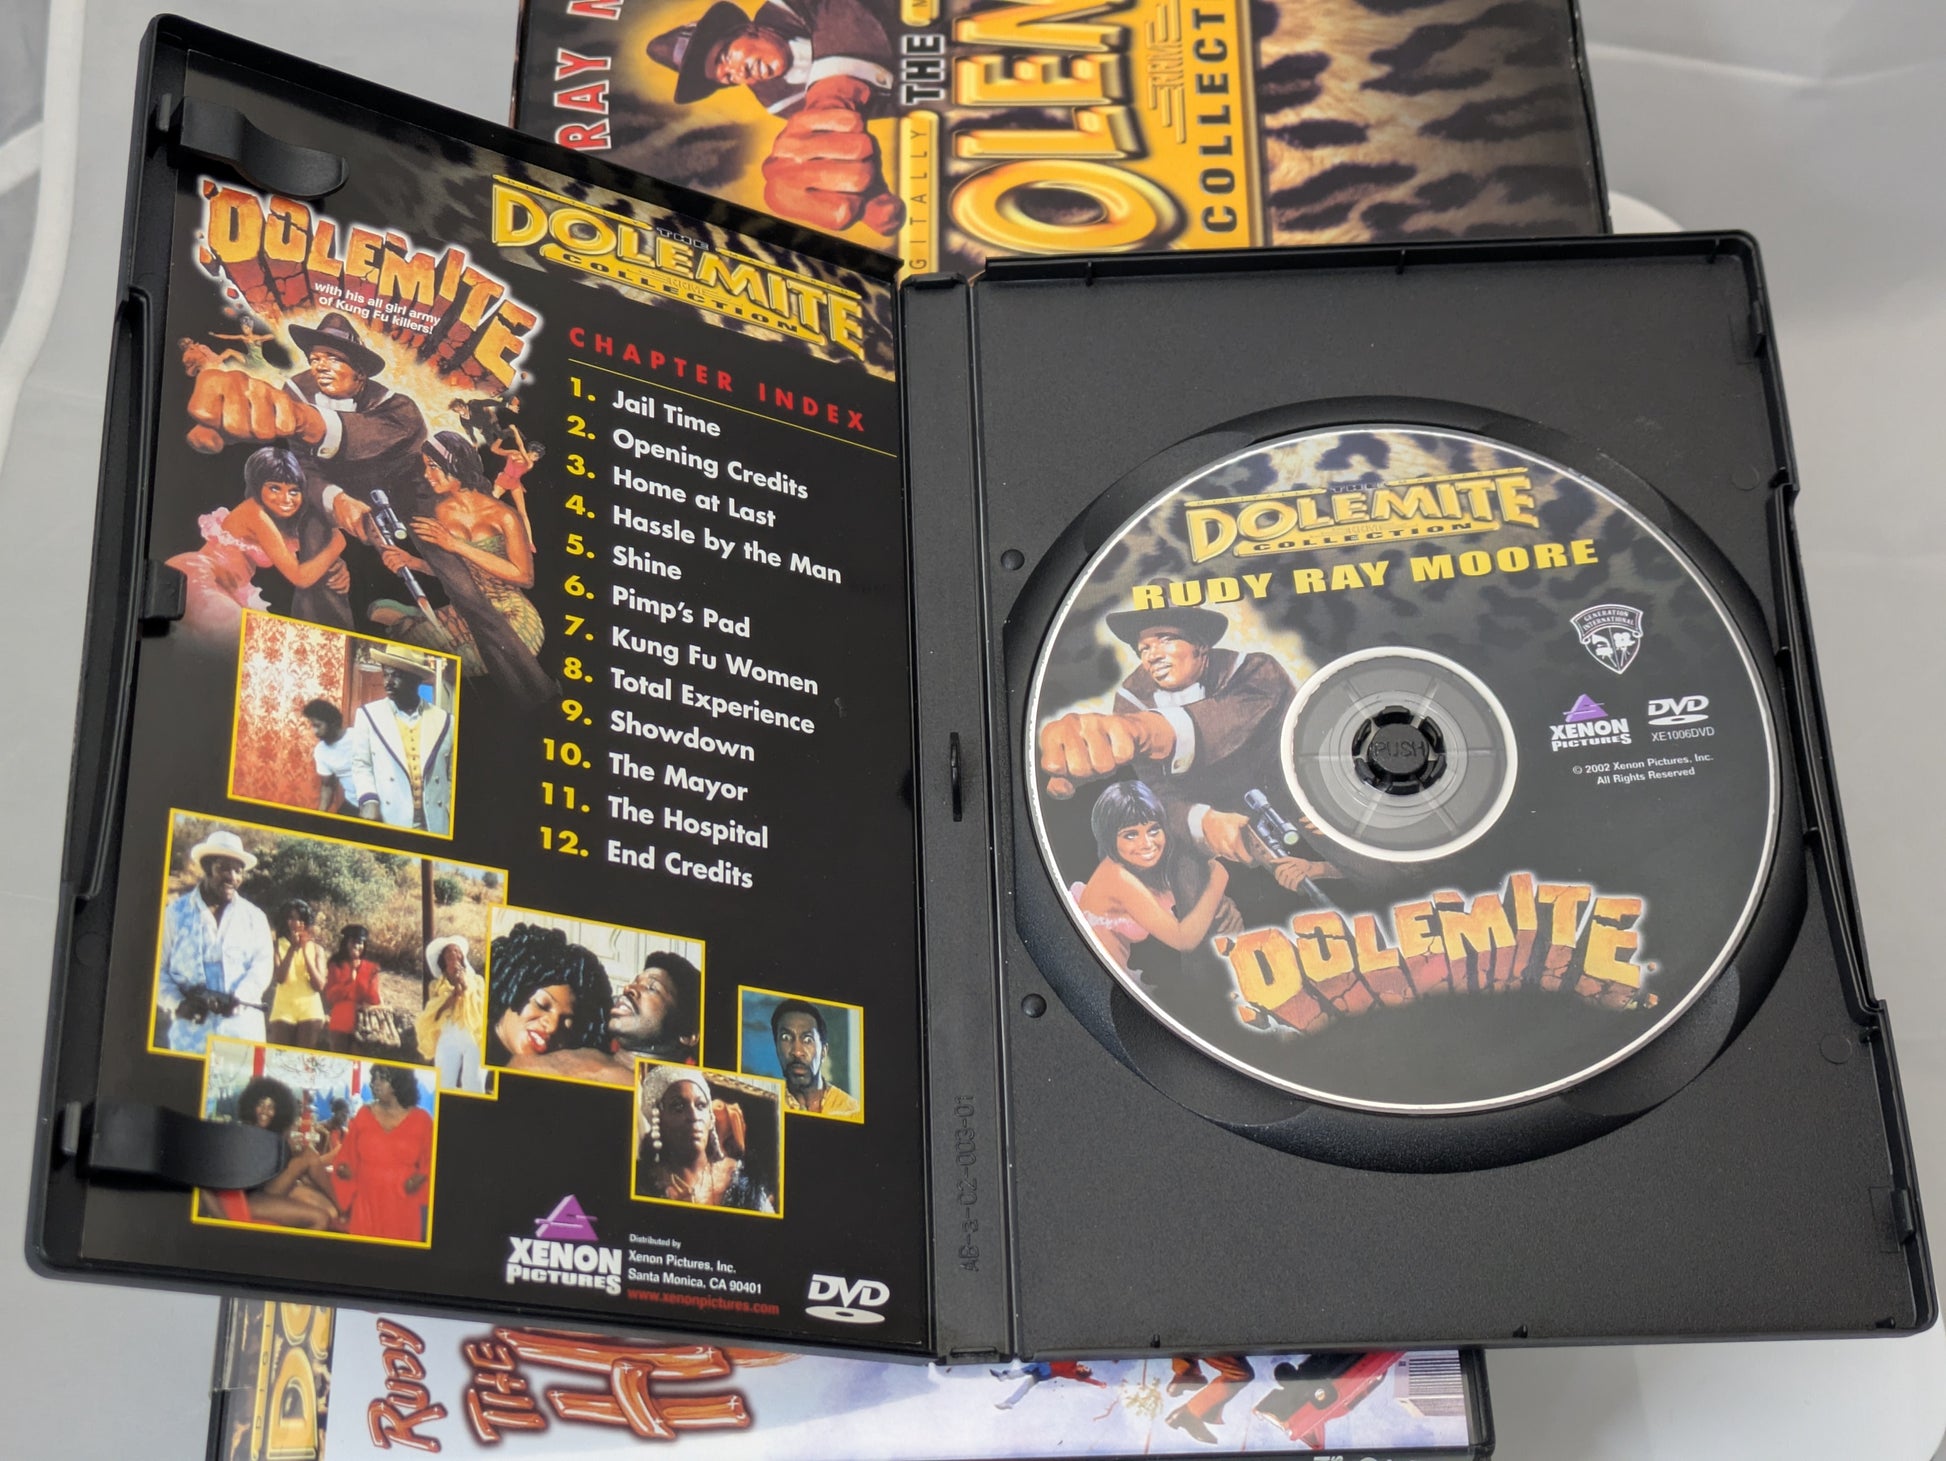 RAY
THE
DIGITALLY
COLLECT
DOLEMITE
with his all girl army
of Kung Fu killers!
THE
DOLEMITE
COLLECTION
CHAPTER INDEX
1. Jail Time
2. Opening Credits
3. Home at Last
4. Hassle by the Man
5. Shine
6. Pimp's Pad
7. Kung Fu Women
8. Total Experience
9. Showdown
10. The Mayor
11. The Hospital
12. End Credits
XENON
PICTURES
Distributed by
Xenon Pictures, Inc.
Santa Monica, CA 90401
www.xenonpictures.com
DVD
AB-3-02-003-01
THE
DOLEMITE
COLLECTION
RUDY RAY MOORE
GENERATION
INTERNATIONAL
XENON
PICTURES
DVD
XE1006DVD
© 2002 Xenon Pictures, Inc.
All Rights Reserved
PUSH
DOLEMITE
RUDY
THE